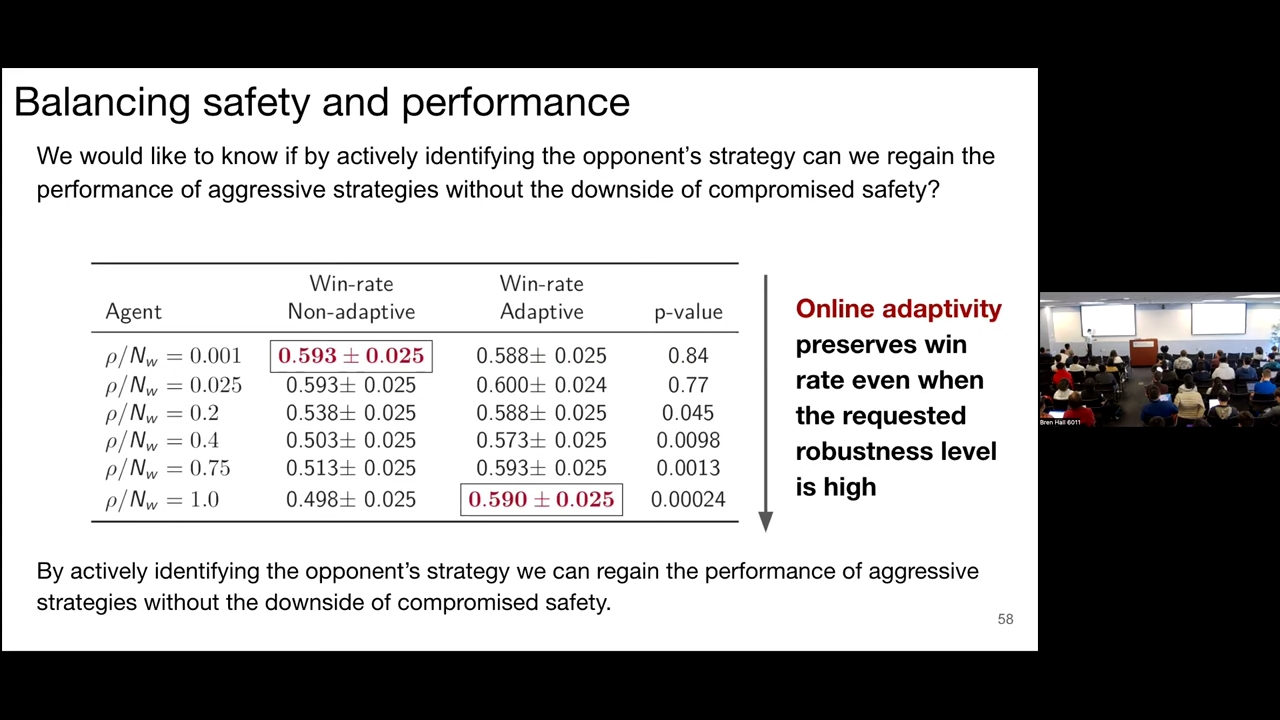 Balancing safety and performance
We would like to know if by actively identifying the opponent's strategy can we regain the
performance of aggressive strategies without the downside of compromised safety?
Win-rate Win-rate
Agent Non-adaptive Adaptive p-value
ρ/N_w = 0.001 0.593 ± 0.025 0.588± 0.025 0.84
ρ/N_w = 0.025 0.593± 0.025 0.600± 0.024 0.77
ρ/N_w = 0.2 0.538± 0.025 0.588± 0.025 0.045
ρ/N_w = 0.4 0.503± 0.025 0.573± 0.025 0.0098
ρ/N_w = 0.75 0.513± 0.025 0.593± 0.025 0.0013
ρ/N_w = 1.0 0.498± 0.025 0.590 ± 0.025 0.00024
Online adaptivity
preserves win
rate even when
the requested
robustness level
is high
By actively identifying the opponent's strategy we can regain the performance of aggressive
strategies without the downside of compromised safety.
58
Bren Hall 6011